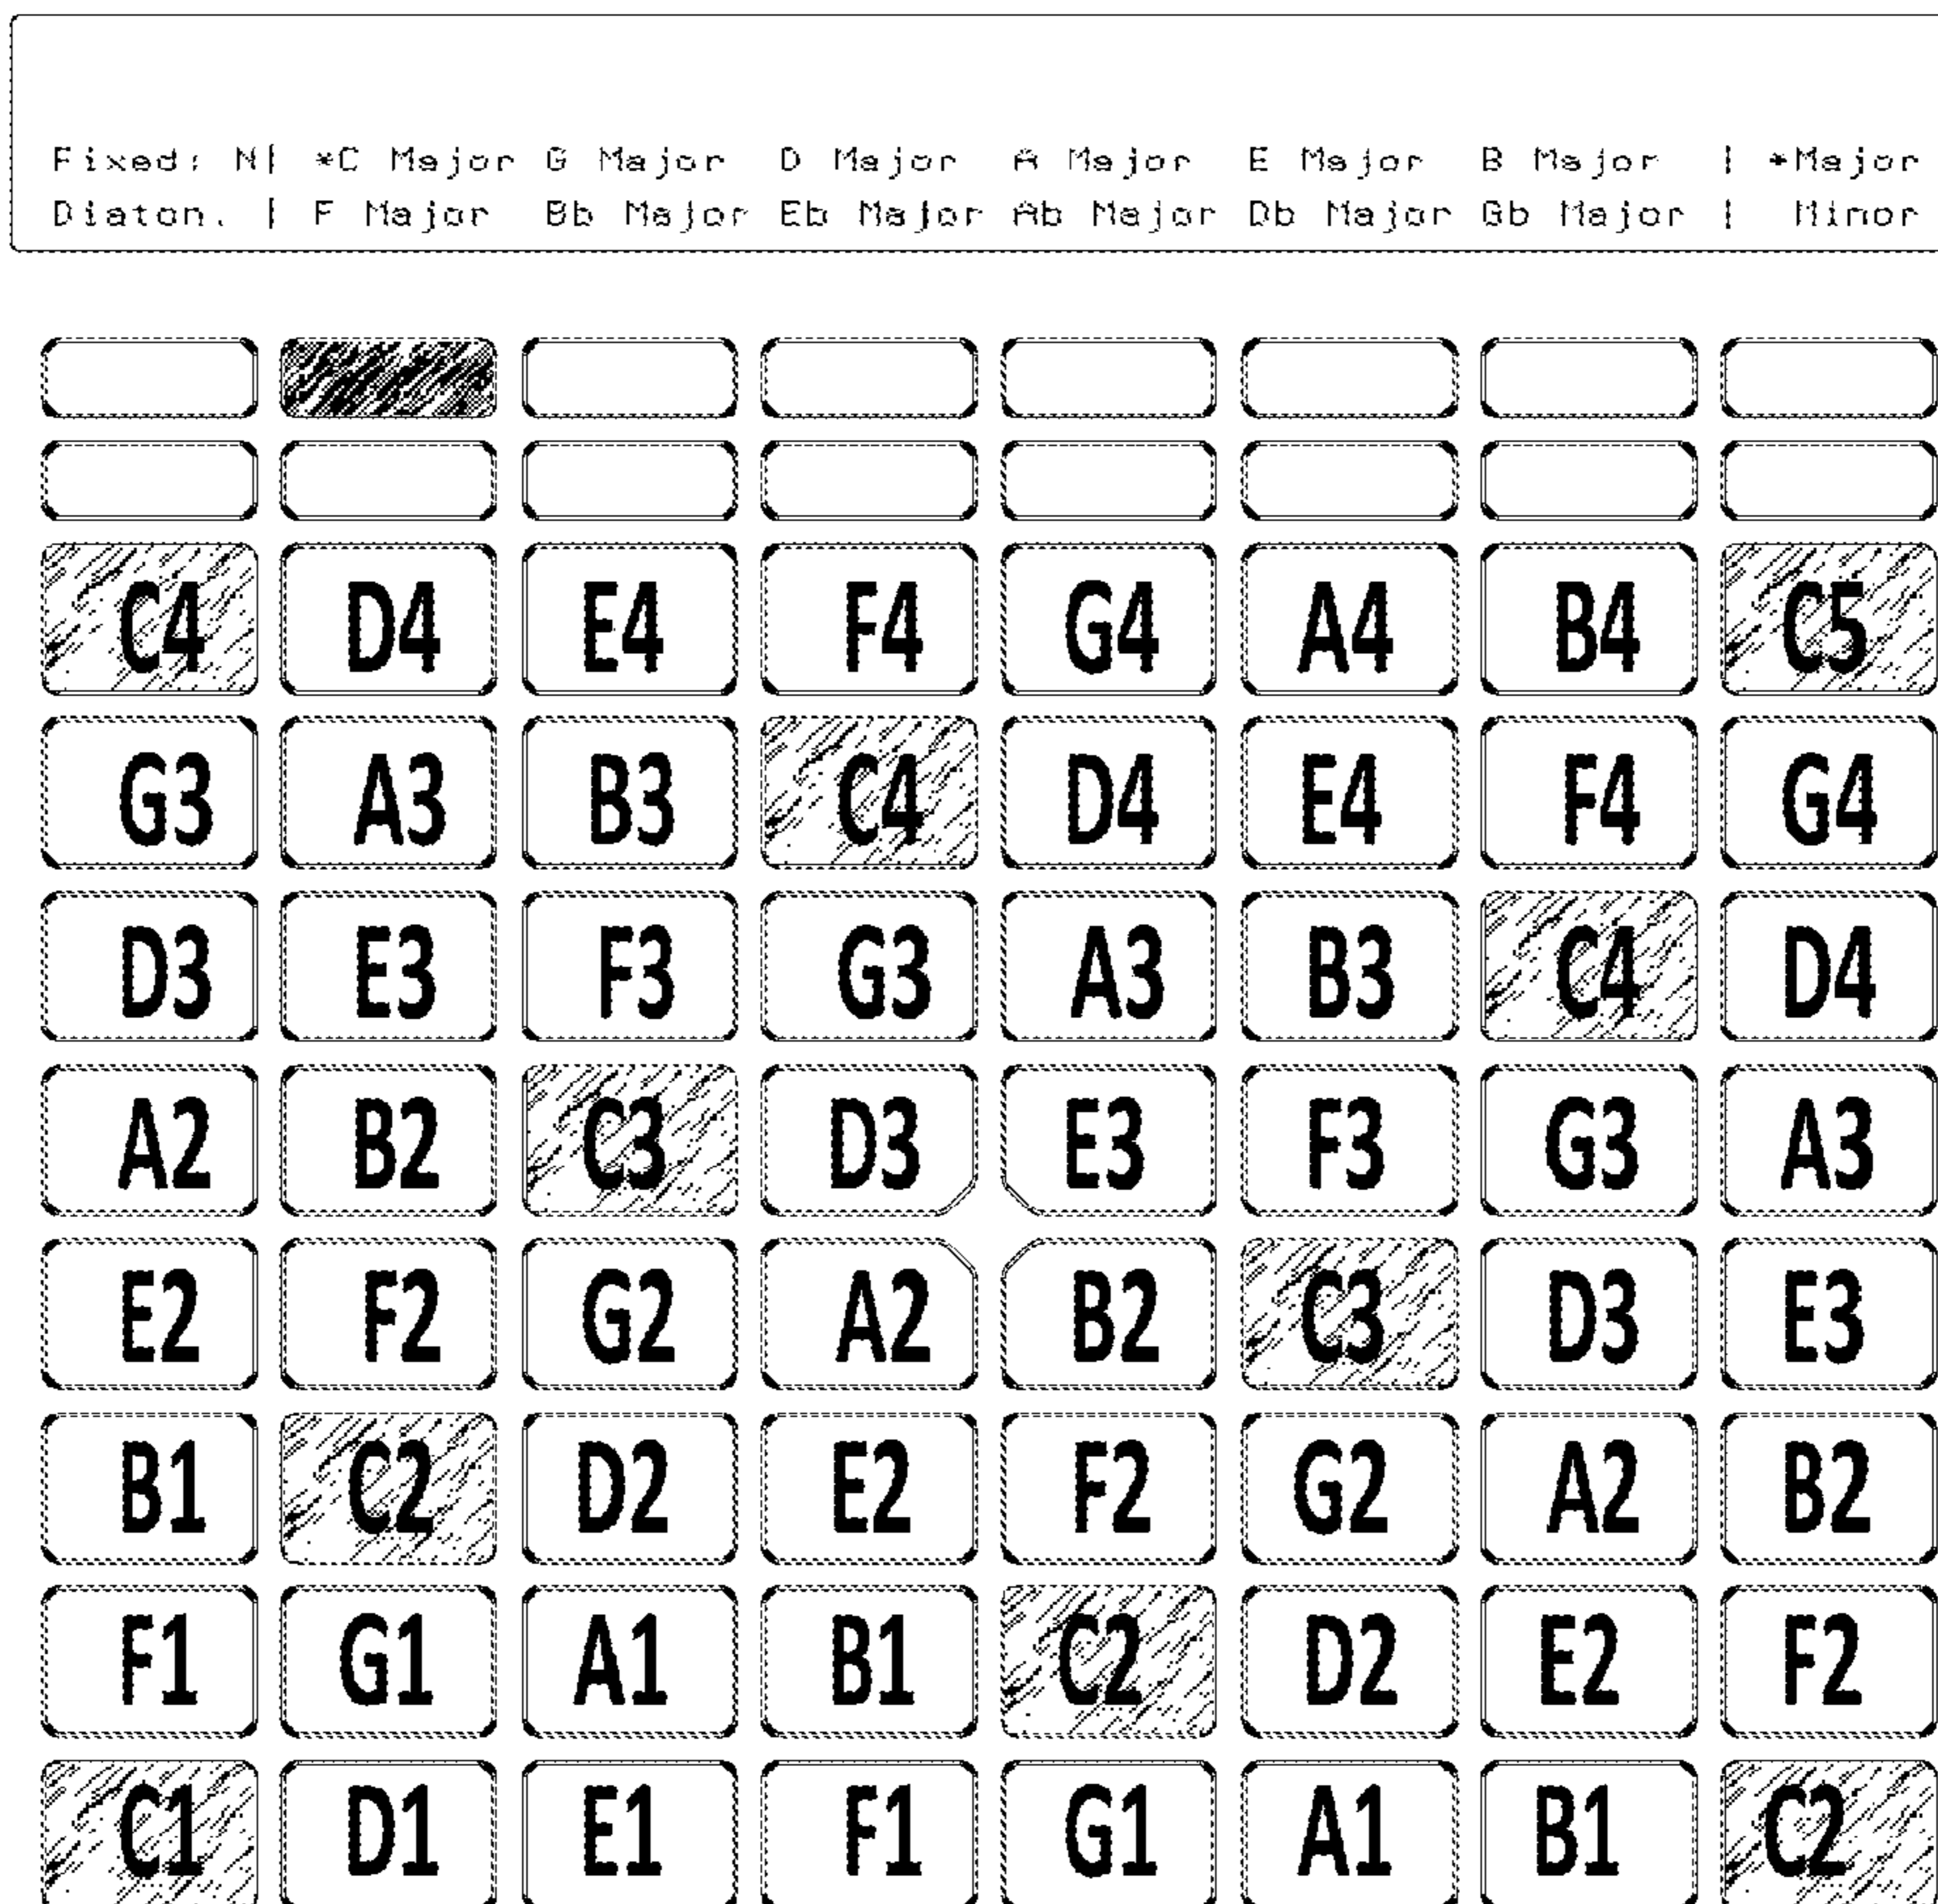 Fixed: N| *C Major G Major D Major A Major E Major B Major | *Major
Diaton. | F Major Bb Major Eb Major Ab Major Db Major Gb Major | Minor
C4 D4 E4 F4 G4 A4 B4 C5
G3 A3 B3 C4 D4 E4 F4 G4
D3 E3 F3 G3 A3 B3 C4 D4
A2 B2 C3 D3 E3 F3 G3 A3
E2 F2 G2 A2 B2 C3 D3 E3
B1 C2 D2 E2 F2 G2 A2 B2
F1 G1 A1 B1 C2 D2 E2 F2
C1 D1 E1 F1 G1 A1 B1 C2